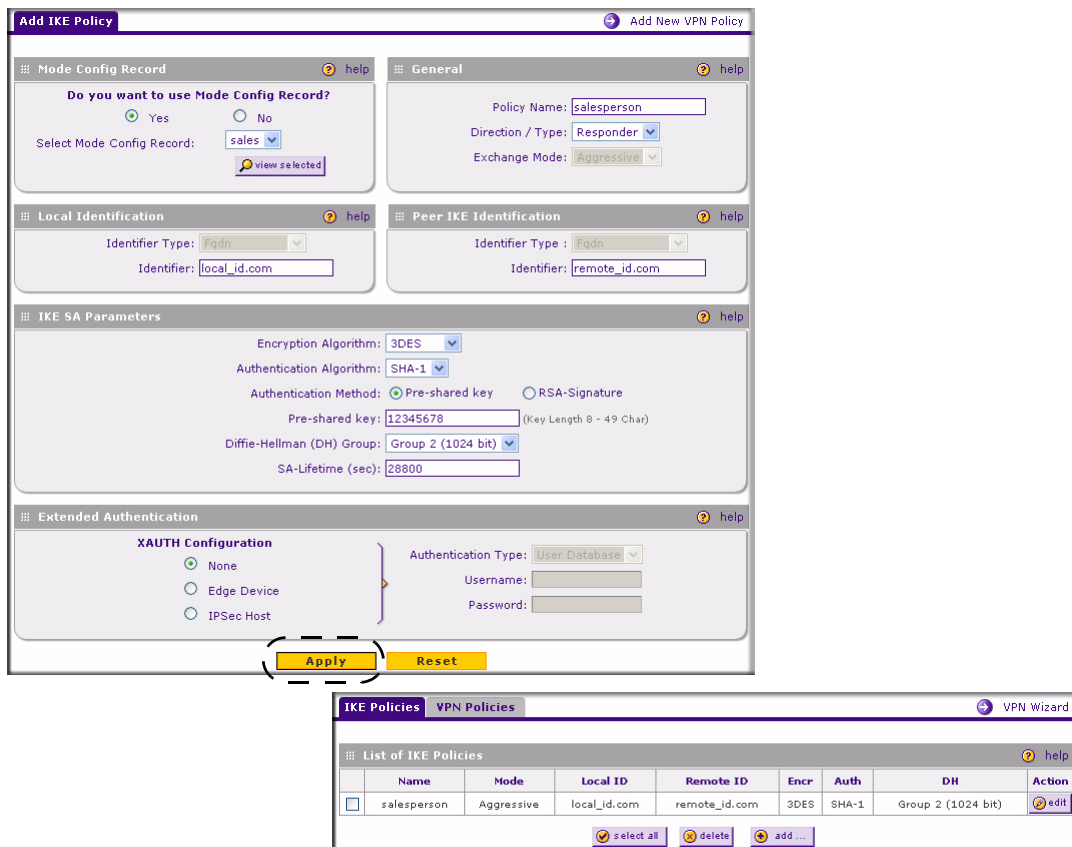 Add IKE Policy
Add New VPN Policy
Mode Config Record
help
Do you want to use Mode Config Record?
Yes No
Select Mode Config Record: sales
view selected
General
help
Policy Name: salesperson
Direction / Type: Responder
Exchange Mode: Aggressive
Local Identification
help
Identifier Type: Fqdn
Identifier: local_id.com
Peer IKE Identification
help
Identifier Type : Fqdn
Identifier: remote_id.com
IKE SA Parameters
help
Encryption Algorithm: 3DES
Authentication Algorithm: SHA-1
Authentication Method: Pre-shared key RSA-Signature
Pre-shared key: 12345678 (Key Length 8 - 49 Char)
Diffie-Hellman (DH) Group: Group 2 (1024 bit)
SA-Lifetime (sec): 28800
Extended Authentication
help
XAUTH Configuration
None
Edge Device
IPSec Host
Authentication Type: User Database
Username:
Password:
Apply Reset
IKE Policies VPN Policies
VPN Wizard
List of IKE Policies
help
Name Mode Local ID Remote ID Encr Auth DH Action
salesperson Aggressive local_id.com remote_id.com 3DES SHA-1 Group 2 (1024 bit) edit
select all delete add ...